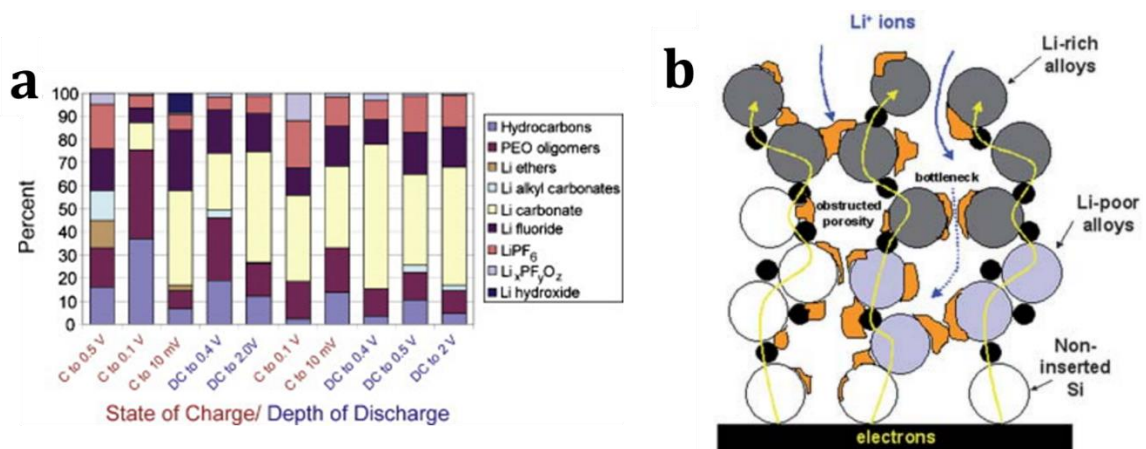 a
100
90
80
70
60
50
40
30
20
10
0
Percent
C to 0.5 V
C to 0.1 V
C to 10 mV
DC to 0.4 V
DC to 2.0V
C to 0.1 V
C to 10 mV
DC to 0.4 V
DC to 0.5 V
DC to 2 V
State of Charge/ Depth of Discharge
Hydrocarbons
PEO oligomers
Li ethers
Li alkyl carbonates
Li carbonate
Li fluoride
LiPF₆
LiₓPFᵧO_z
Li hydroxide
b
Li⁺ ions
Li-rich
alloys
bottleneck
obstructed
porosity
Li-poor
alloys
Non-
inserted
Si
electrons